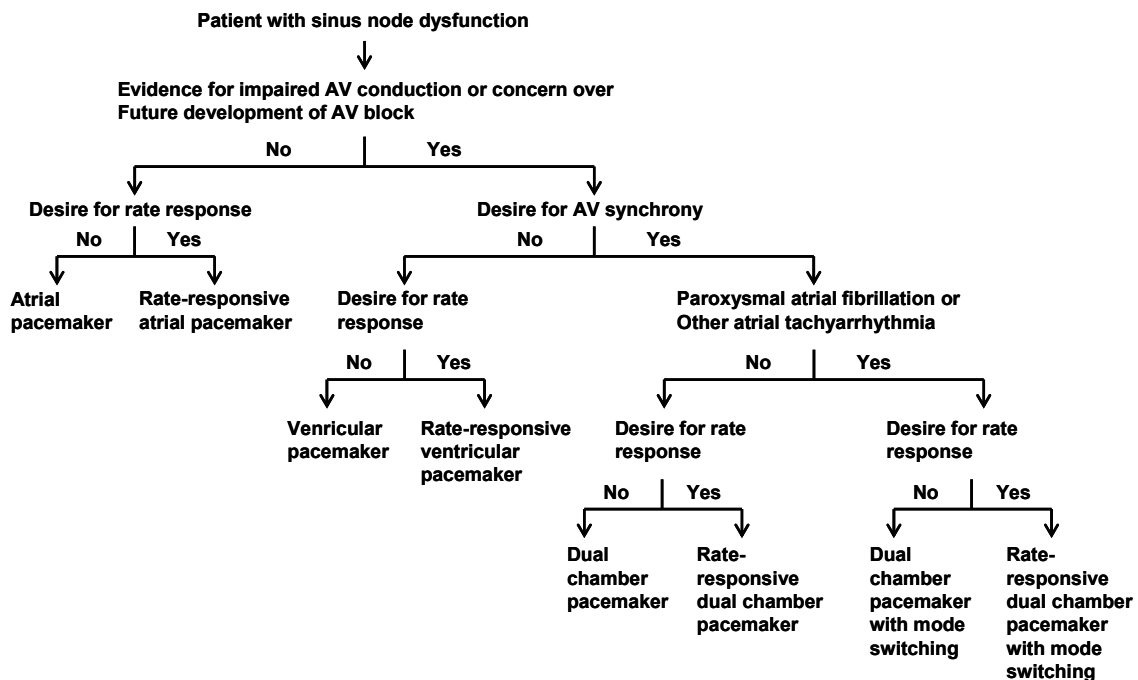 Patient with sinus node dysfunction
Evidence for impaired AV conduction or concern over
Future development of AV block
No
Yes
Desire for rate response
Desire for AV synchrony
No
Yes
No
Yes
Atrial
pacemaker
Rate-responsive
atrial pacemaker
Desire for rate
response
Paroxysmal atrial fibrillation or
Other atrial tachyarrhythmia
No
Yes
No
Yes
Venricular
pacemaker
Rate-responsive
ventricular
pacemaker
Desire for rate
response
Desire for rate
response
No
Yes
No
Yes
Dual
chamber
pacemaker
Rate-
responsive
dual chamber
pacemaker
Dual
chamber
pacemaker
with mode
switching
Rate-
responsive
dual chamber
pacemaker
with mode
switching